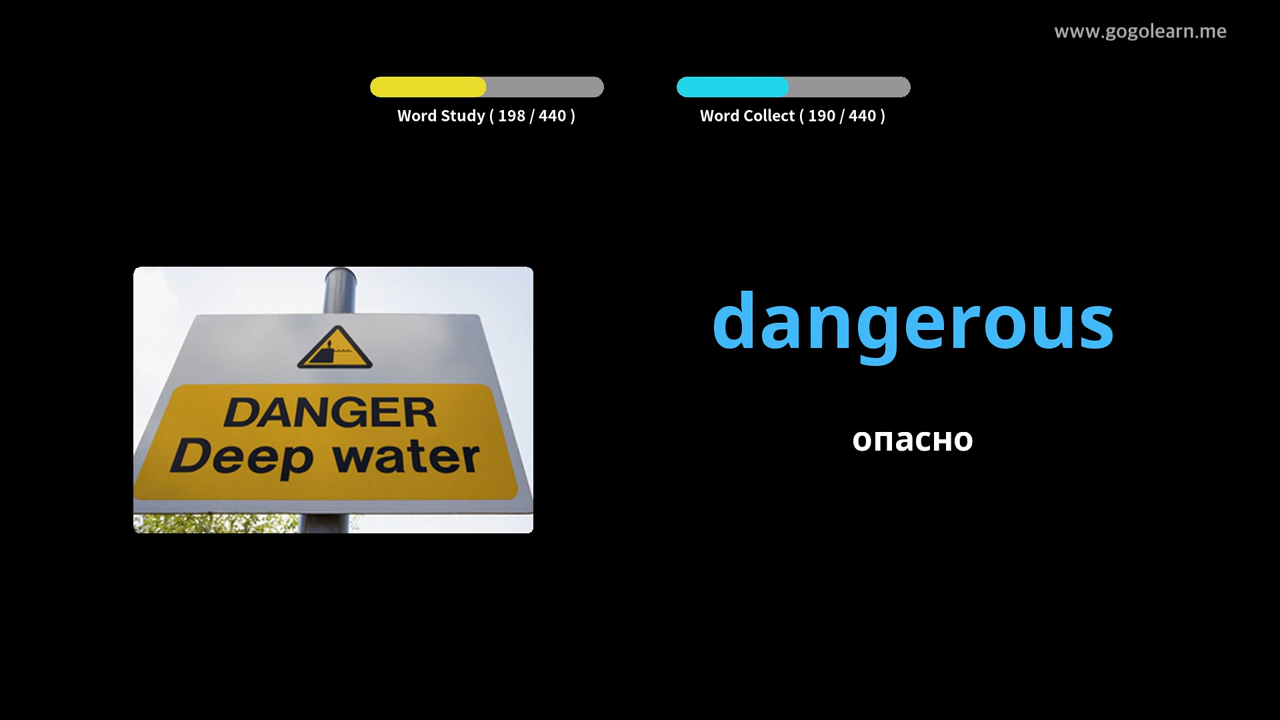 www.gogolearn.me
Word Study ( 198 / 440 )
Word Collect ( 190 / 440 )
DANGER
Deep water
dangerous
опасно